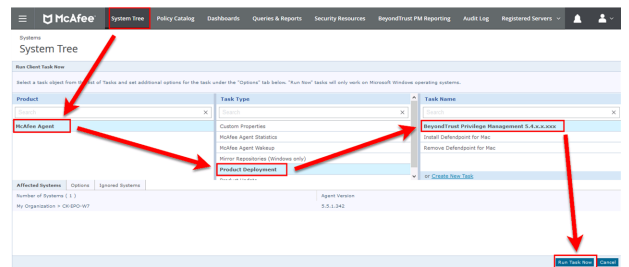 McAfee
System Tree
Policy Catalog
Dashboards
Queries & Reports
Security Resources
BeyondTrust PM Reporting
Audit Log
Registered Servers
Systems
System Tree
Run Client Task Now
Select a task object from the list of Tasks and set additional options for the task under the "Options" tab below. "Run Now" tasks will only work on Microsoft Windows operating systems.
Product
Task Type
Task Name
Search
Search
Search
McAfee Agent
Custom Properties
McAfee Agent Statistics
McAfee Agent Wakeup
Mirror Repositories (Windows only)
Product Deployment
BeyondTrust Privilege Management 5.4.x.x.xxx
Install Defendpoint for Mac
Remove Defendpoint for Mac
or Create New Task
Affected Systems
Options
Ignored Systems
Number of Systems ( 1 )
Agent Version
My Organization > CK-EPO-W7
5.5.1.342
Run Task Now
Cancel